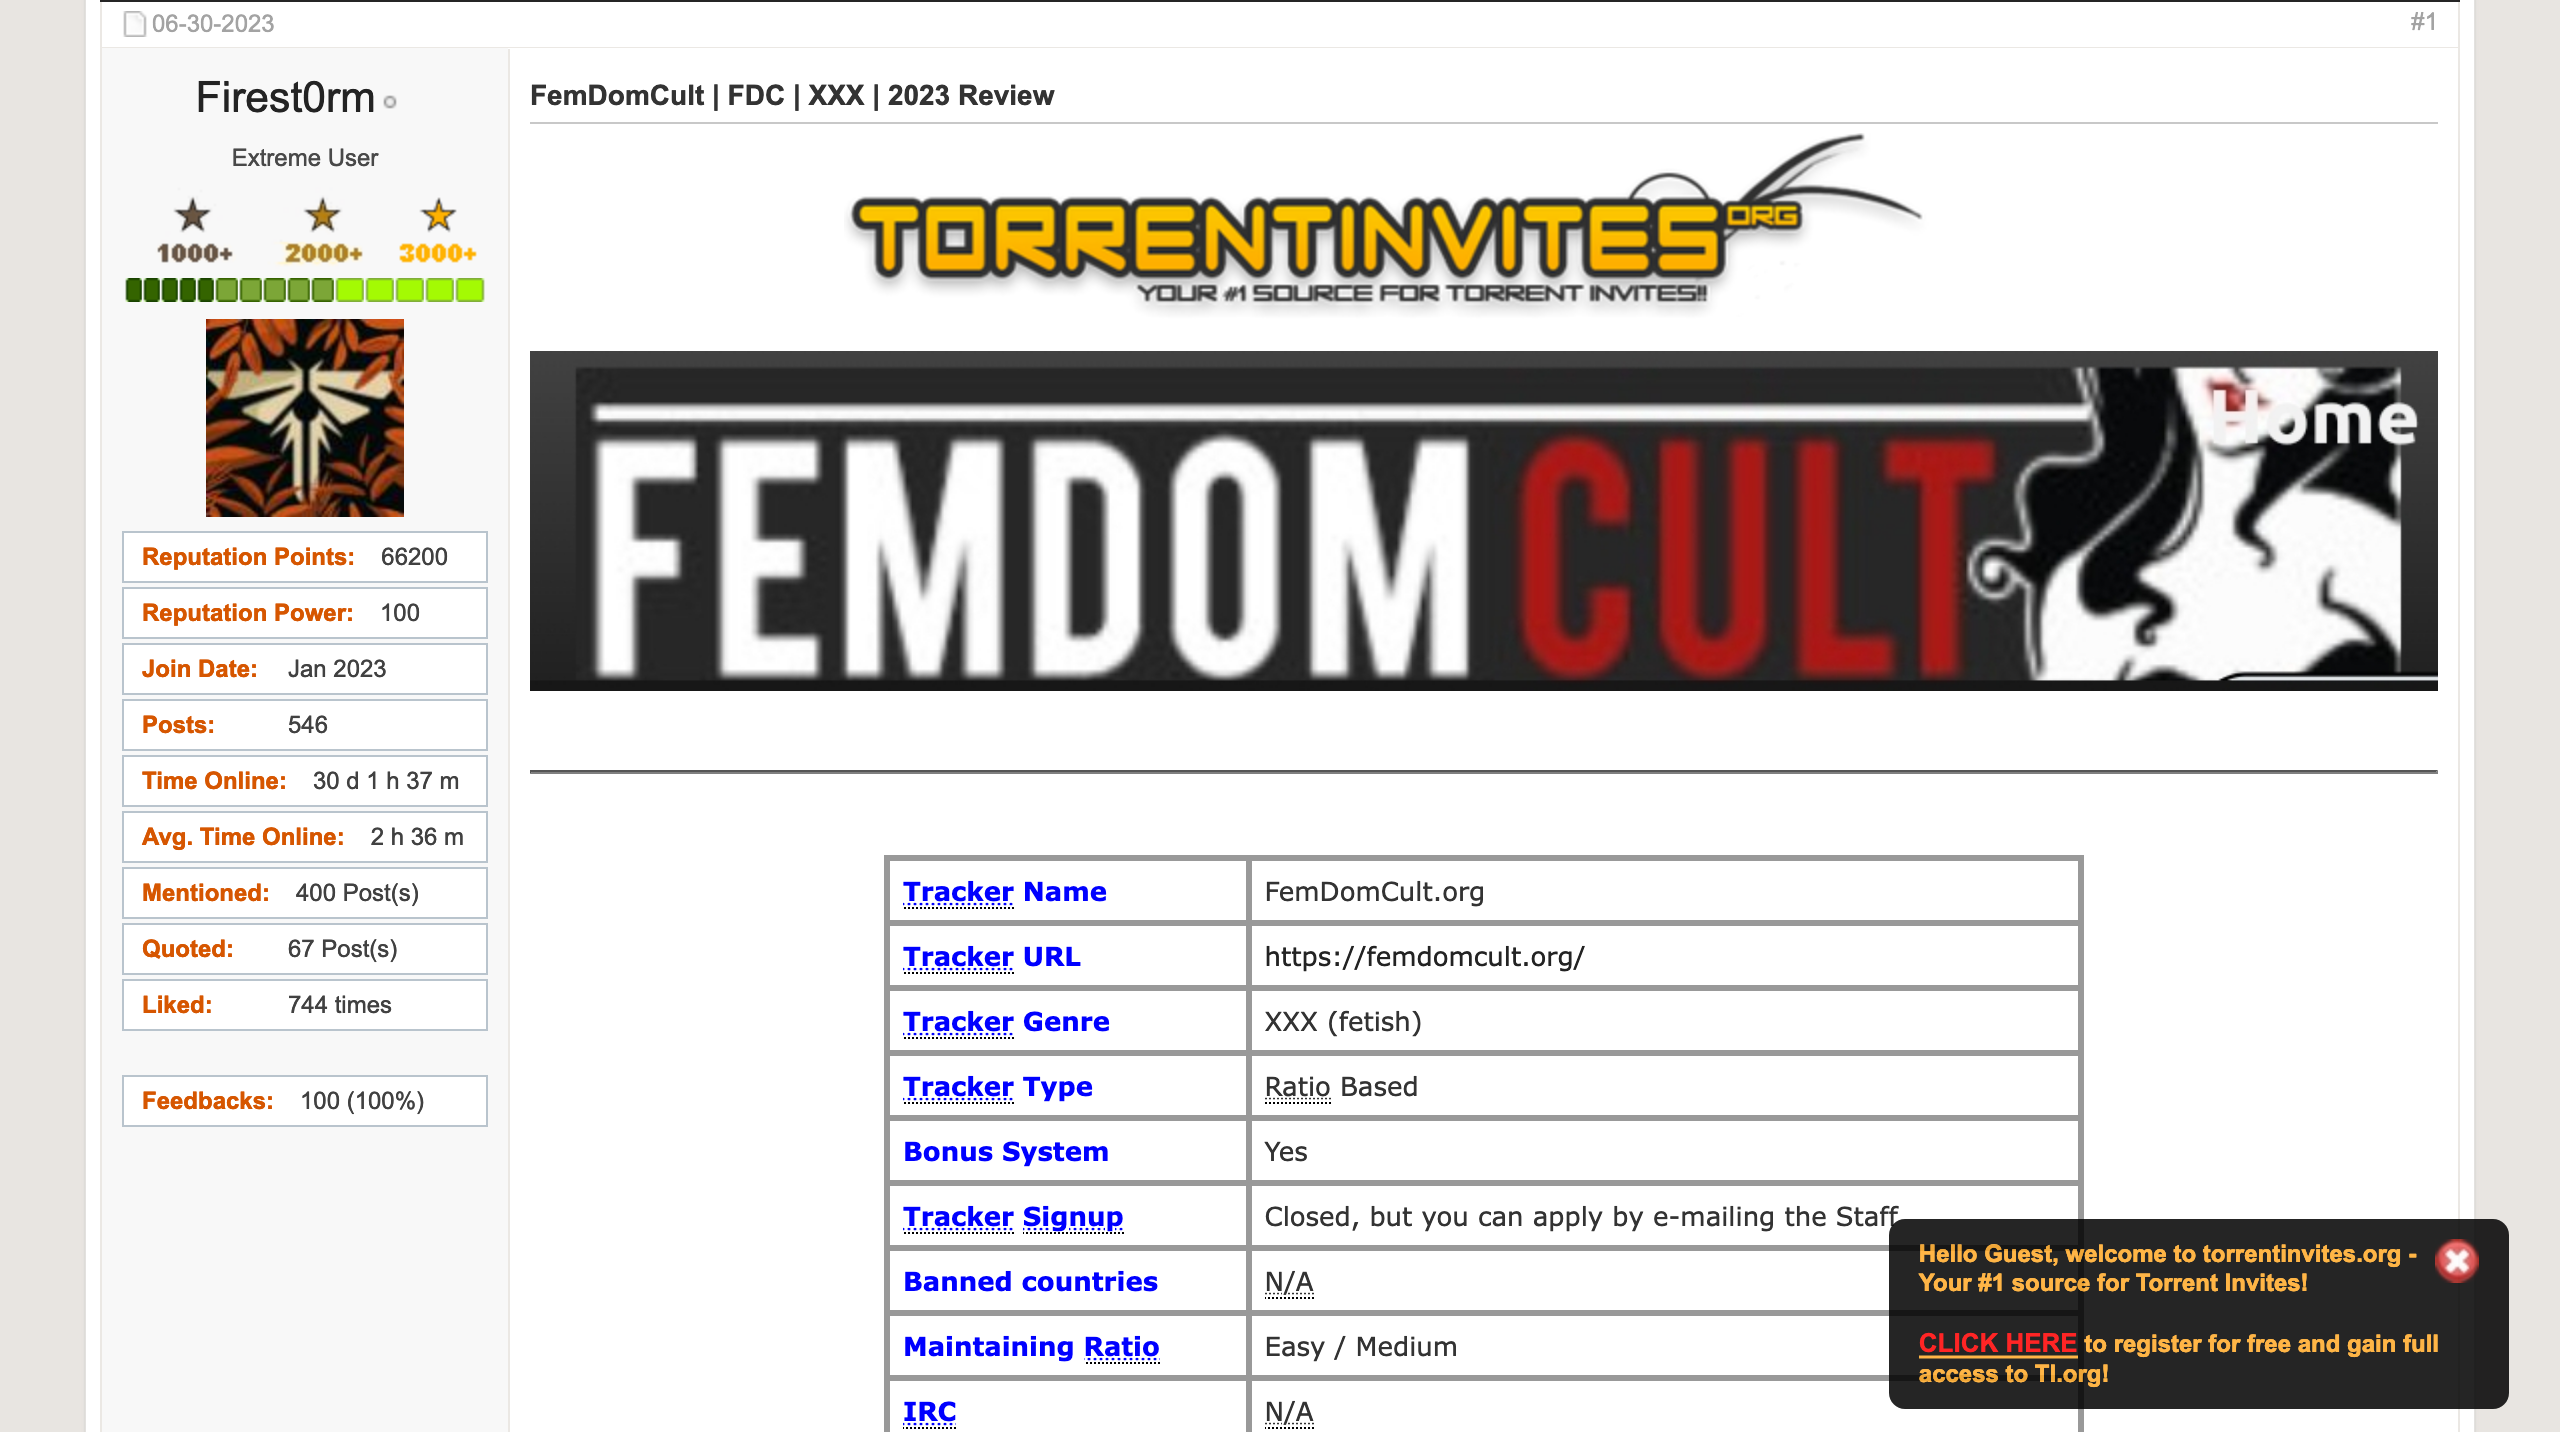 06-30-2023
#1
Firest0rm
Extreme User
1000+ 2000+ 3000+
Reputation Points: 66200
Reputation Power: 100
Join Date: Jan 2023
Posts: 546
Time Online: 30 d 1 h 37 m
Avg. Time Online: 2 h 36 m
Mentioned: 400 Post(s)
Quoted: 67 Post(s)
Liked: 744 times
Feedbacks: 100 (100%)
FemDomCult | FDC | XXX | 2023 Review
TORRENTINVITES ORG
YOUR #1 SOURCE FOR TORRENT INVITES!!
Home
FEMDOM CULT
Tracker Name FemDomCult.org
Tracker URL https://femdomcult.org/
Tracker Genre XXX (fetish)
Tracker Type Ratio Based
Bonus System Yes
Tracker Signup Closed, but you can apply by e-mailing the Staff
Banned countries N/A
Maintaining Ratio Easy / Medium
IRC N/A
Hello Guest, welcome to torrentinvites.org -
Your #1 source for Torrent Invites!
CLICK HERE to register for free and gain full
access to TI.org!